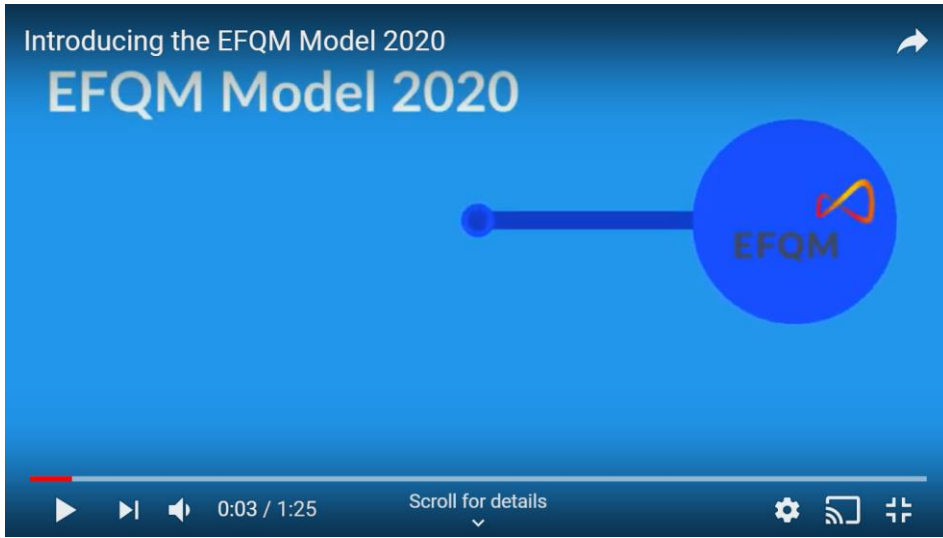 Introducing the EFQM Model 2020
EFQM Model 2020
EFQM
0:03 / 1:25
Scroll for details